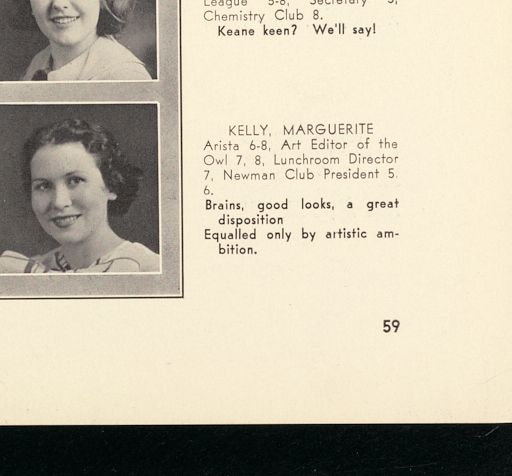 League 5-8, Secretary 5,
Chemistry Club 8.
Keane keen? We'll say!
KELLY, MARGUERITE
Arista 6-8, Art Editor of the
Owl 7, 8, Lunchroom Director
7, Newman Club President 5,
6.
Brains, good looks, a great
disposition
Equalled only by artistic am-
bition.
59